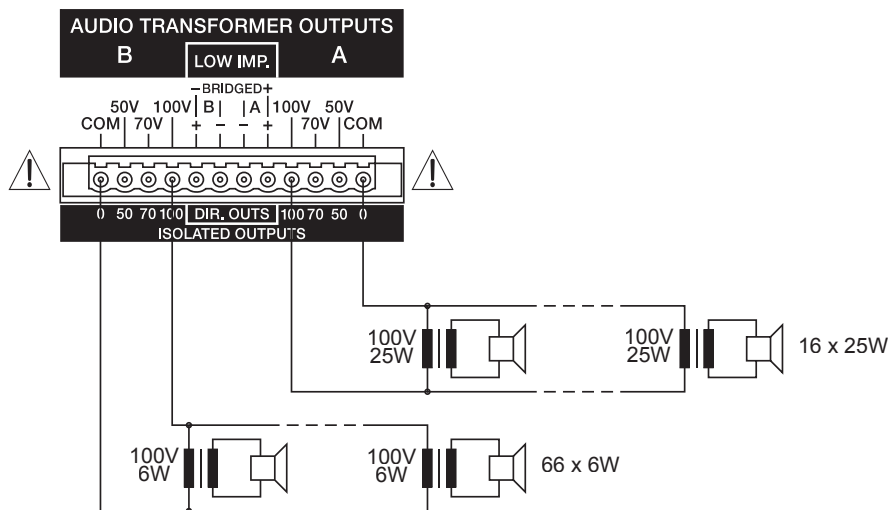 AUDIO TRANSFORMER OUTPUTS
B LOW IMP. A
−BRIDGED+
50V 100V B A 100V 50V
COM 70V + − − + 70V COM
0 50 70 100 DIR. OUTS 100 70 50 0
ISOLATED OUTPUTS
100V
25W
100V
25W
16 x 25W
100V
6W
100V
6W
66 x 6W